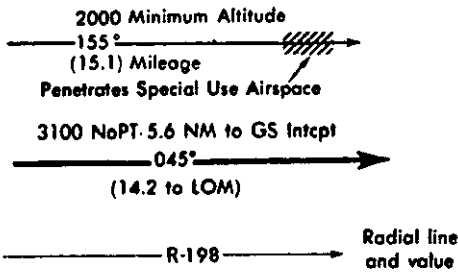 2000 Minimum Altitude
155°
(15.1) Mileage
Penetrates Special Use Airspace
3100 NoPT 5.6 NM to GS Intcpt
045°
(14.2 to LOM)
R-198
Radial line
and value